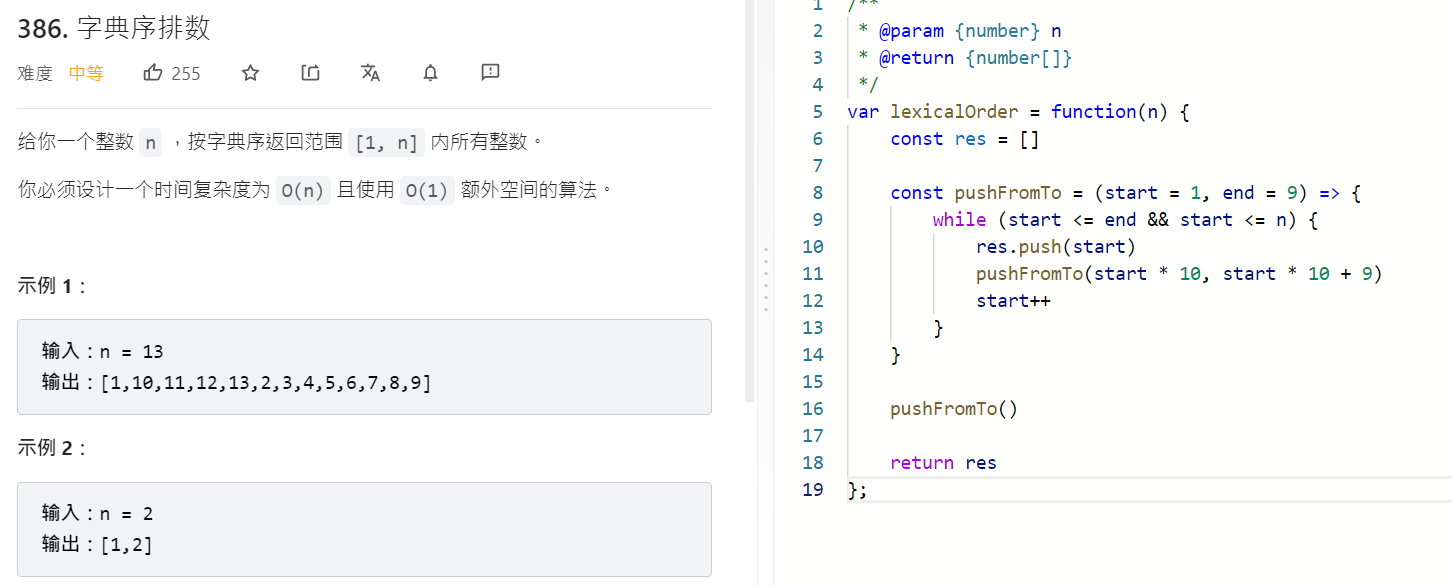 386. 字典序排数
难度 中等 255
给你一个整数 n ，按字典序返回范围 [1, n] 内所有整数。
你必须设计一个时间复杂度为 O(n) 且使用 O(1) 额外空间的算法。
示例 1：
输入：n = 13
输出：[1,10,11,12,13,2,3,4,5,6,7,8,9]
示例 2：
输入：n = 2
输出：[1,2]
1 /**
2 * @param {number} n
3 * @return {number[]}
4 */
5 var lexicalOrder = function(n) {
6 const res = []
7
8 const pushFromTo = (start = 1, end = 9) => {
9 while (start <= end && start <= n) {
10 res.push(start)
11 pushFromTo(start * 10, start * 10 + 9)
12 start++
13 }
14 }
15
16 pushFromTo()
17
18 return res
19 };